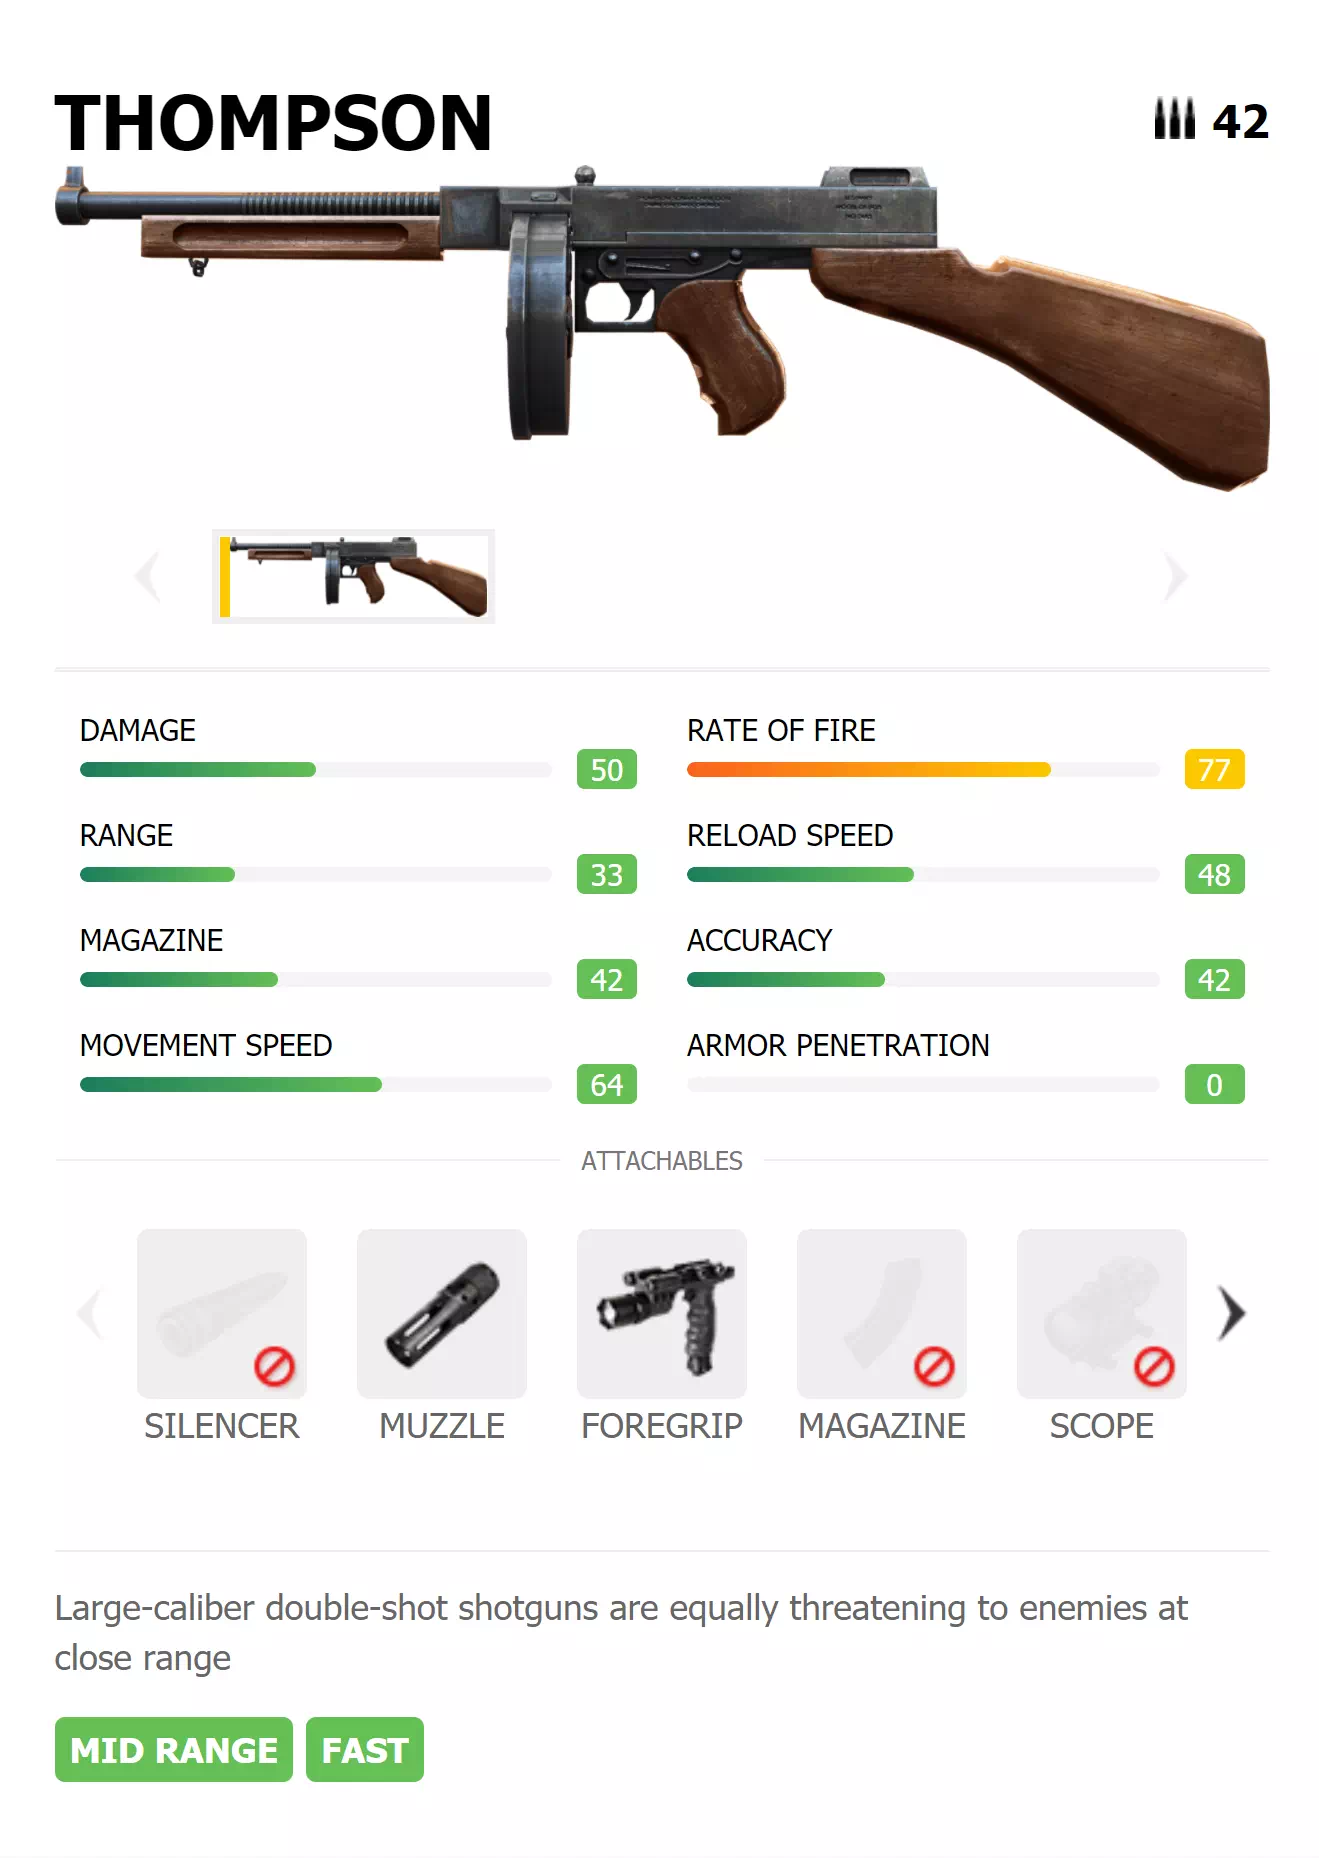 THOMPSON
42
DAMAGE
50
RATE OF FIRE
77
RANGE
33
RELOAD SPEED
48
MAGAZINE
42
ACCURACY
42
MOVEMENT SPEED
64
ARMOR PENETRATION
0
ATTACHABLES
SILENCER
MUZZLE
FOREGRIP
MAGAZINE
SCOPE
Large-caliber double-shot shotguns are equally threatening to enemies at
close range
MID RANGE
FAST